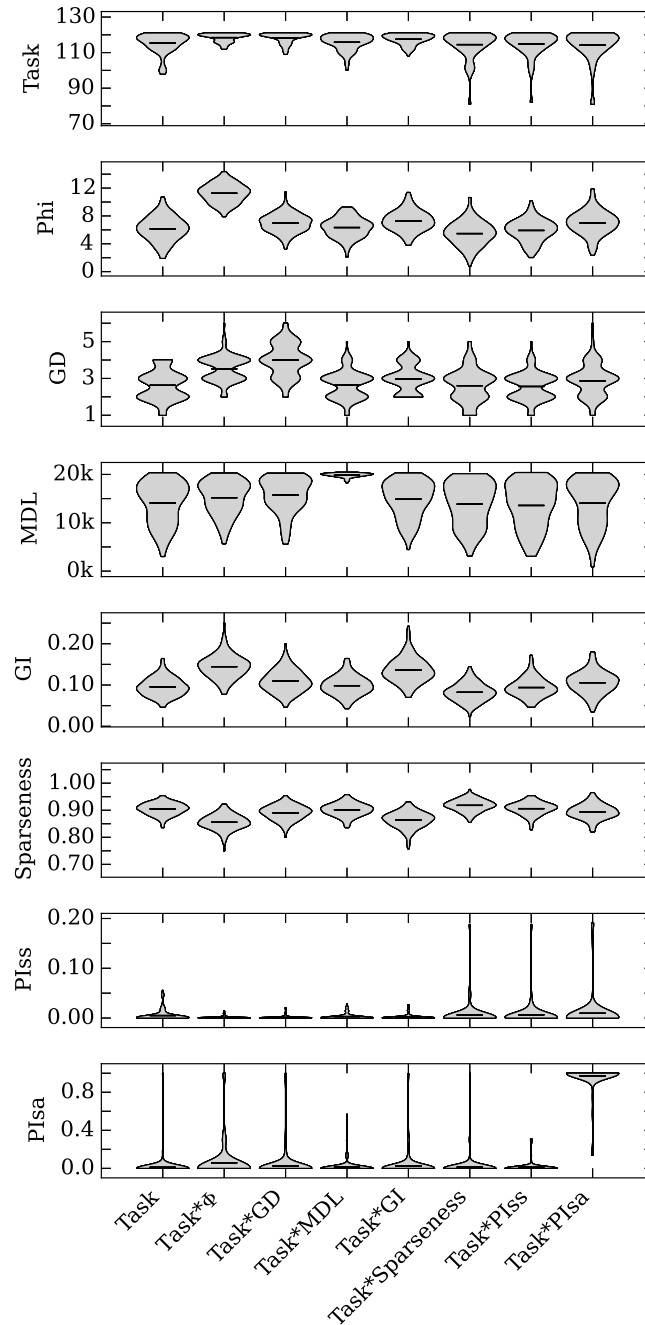 Task
130
110
90
70
Phi
12
8
4
0
GD
5
3
1
MDL
20k
10k
0k
GI
0.20
0.10
0.00
Sparseness
1.00
0.90
0.80
0.70
PIss
0.20
0.10
0.00
PIsa
0.8
0.4
0.0
Task
Task*Φ
Task*GD
Task*MDL
Task*GI
Task*Sparseness
Task*PIss
Task*PIsa